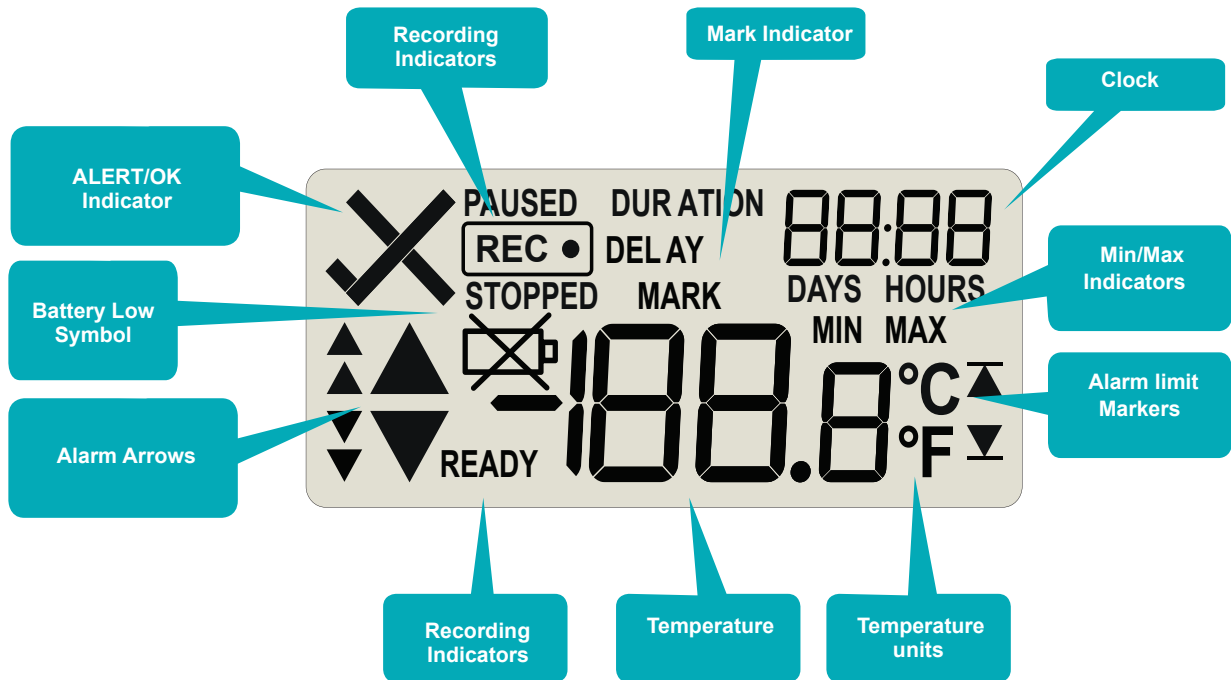 Recording
Indicators
Mark Indicator
Clock
ALERT/OK
Indicator
PAUSED DURATION 88:88
REC ● DELAY
STOPPED MARK DAYS HOURS
MIN MAX
Min/Max
Indicators
Battery Low
Symbol
-188.8 °C
°F
Alarm limit
Markers
Alarm Arrows
READY
Recording
Indicators
Temperature
Temperature
units